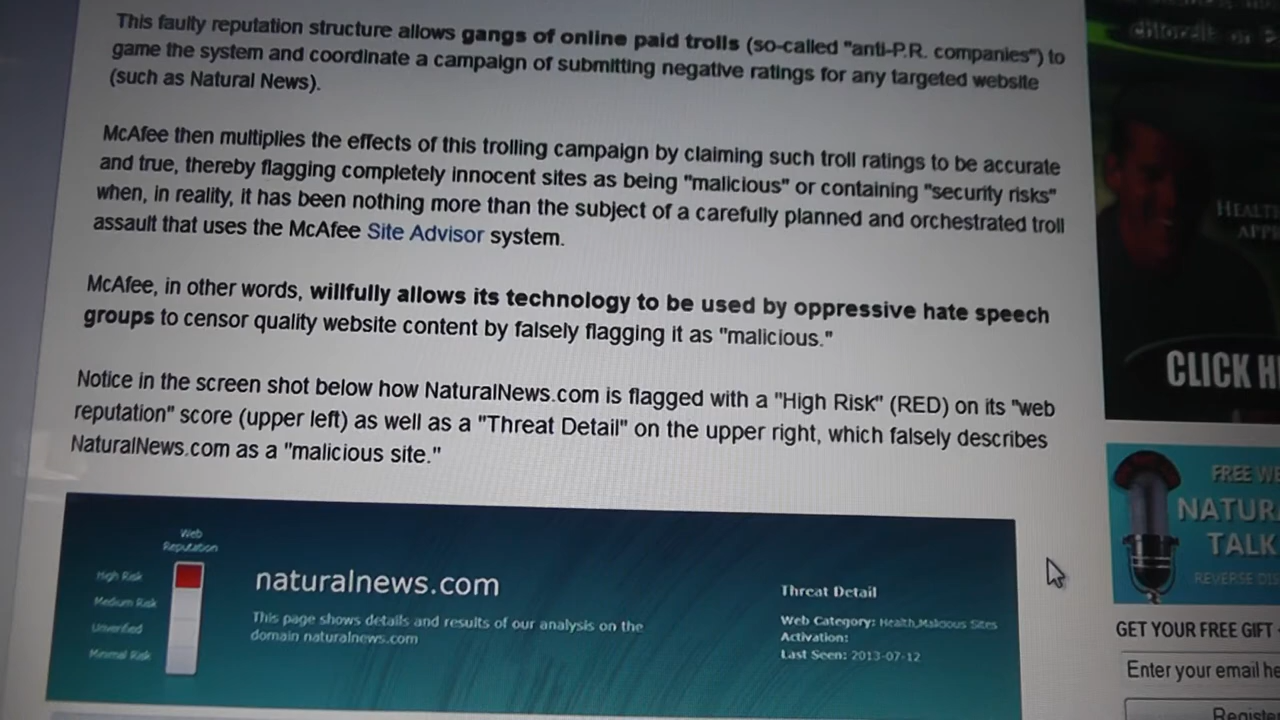 This faulty reputation structure allows gangs of online paid trolls (so-called "anti-P.R. companies") to
game the system and coordinate a campaign of submitting negative ratings for any targeted website
(such as Natural News).
McAfee then multiplies the effects of this trolling campaign by claiming such troll ratings to be accurate
and true, thereby flagging completely innocent sites as being "malicious" or containing "security risks"
when, in reality, it has been nothing more than the subject of a carefully planned and orchestrated troll
assault that uses the McAfee Site Advisor system.
McAfee, in other words, willfully allows its technology to be used by oppressive hate speech
groups to censor quality website content by falsely flagging it as "malicious."
Notice in the screen shot below how NaturalNews.com is flagged with a "High Risk" (RED) on its "web
reputation" score (upper left) as well as a "Threat Detail" on the upper right, which falsely describes
NaturalNews.com as a "malicious site."
Web
Reputation
High Risk
Medium Risk
Unverified
Minimal Risk
naturalnews.com
This page shows details and results of our analysis on the
domain naturalnews.com
Threat Detail
Web Category: Health,Malicious Sites
Activation:
Last Seen: 2013-07-12
CLICK H
FREE WE
NATUR
TALK
GET YOUR FREE GIFT
Enter your email he
Registe